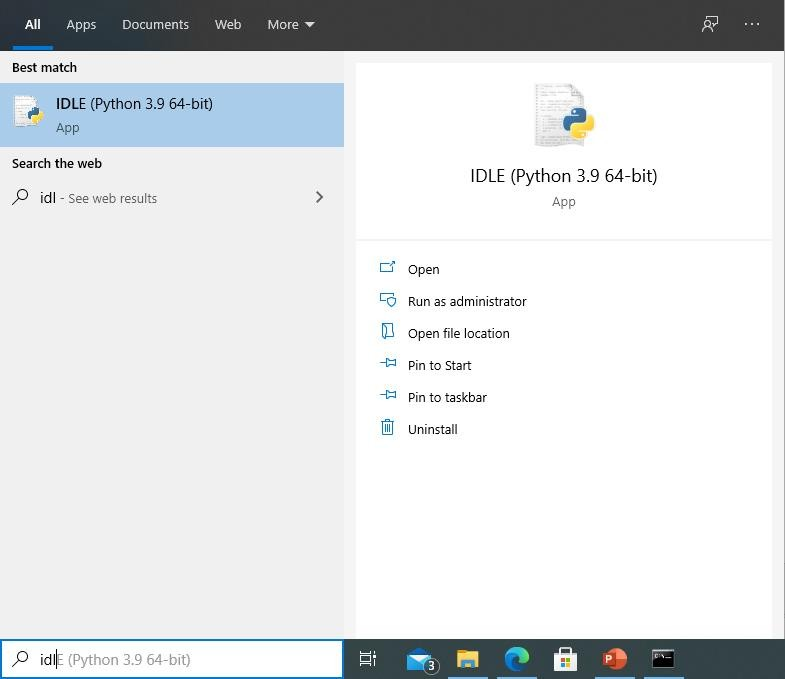 All Apps Documents Web More
Best match
IDLE (Python 3.9 64-bit)
App
Search the web
idl - See web results
IDLE (Python 3.9 64-bit)
App
Open
Run as administrator
Open file location
Pin to Start
Pin to taskbar
Uninstall
idlE (Python 3.9 64-bit)
3